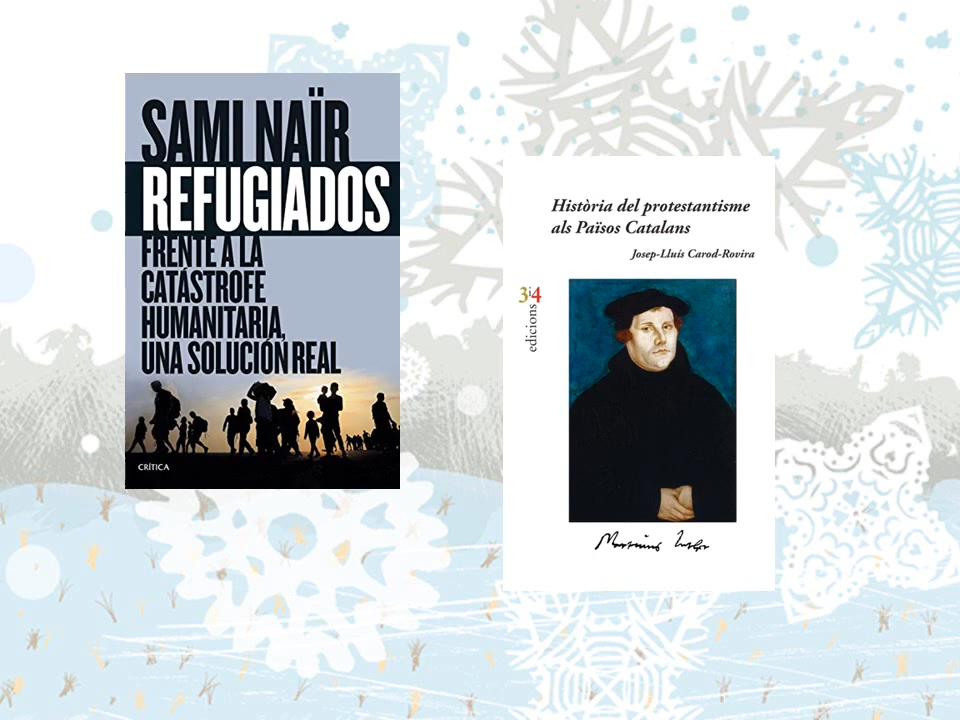 SAMI NAÏR
REFUGIADOS
FRENTE A LA
CATÁSTROFE
HUMANITARIA,
UNA SOLUCIÓN REAL
CRÍTICA
Història del protestantisme
als Països Catalans
Josep-Lluís Carod-Rovira
3i4
edicions